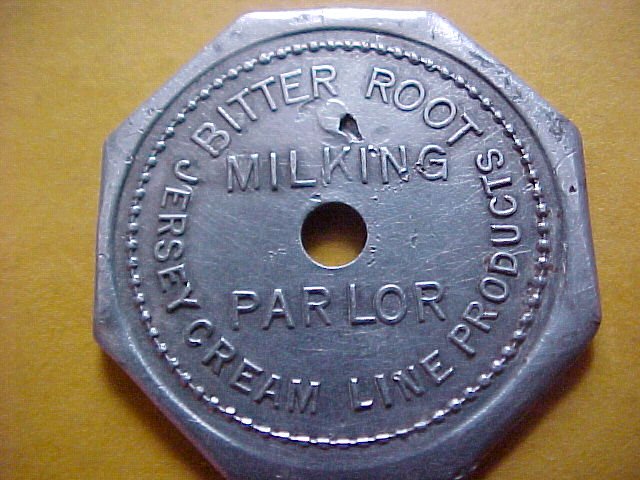 BITTER ROOT
MILKING
PARLOR
JERSEY CREAM LINE PRODUCTS